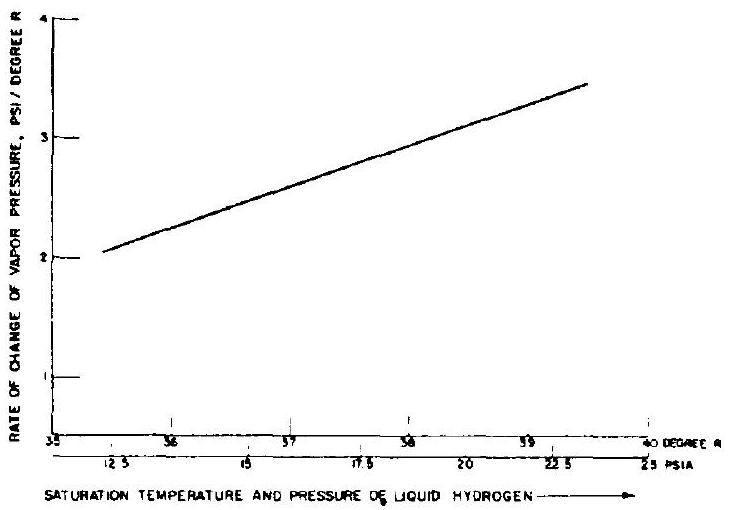 RATE OF CHANGE OF VAPOR PRESSURE, PSI/DEGREE R
4
3
2
1
35 36 37 38 39 40 DEGREE R
12.5 15 17.5 20 22.5 25 PSIA
SATURATION TEMPERATURE AND PRESSURE OF LIQUID HYDROGEN